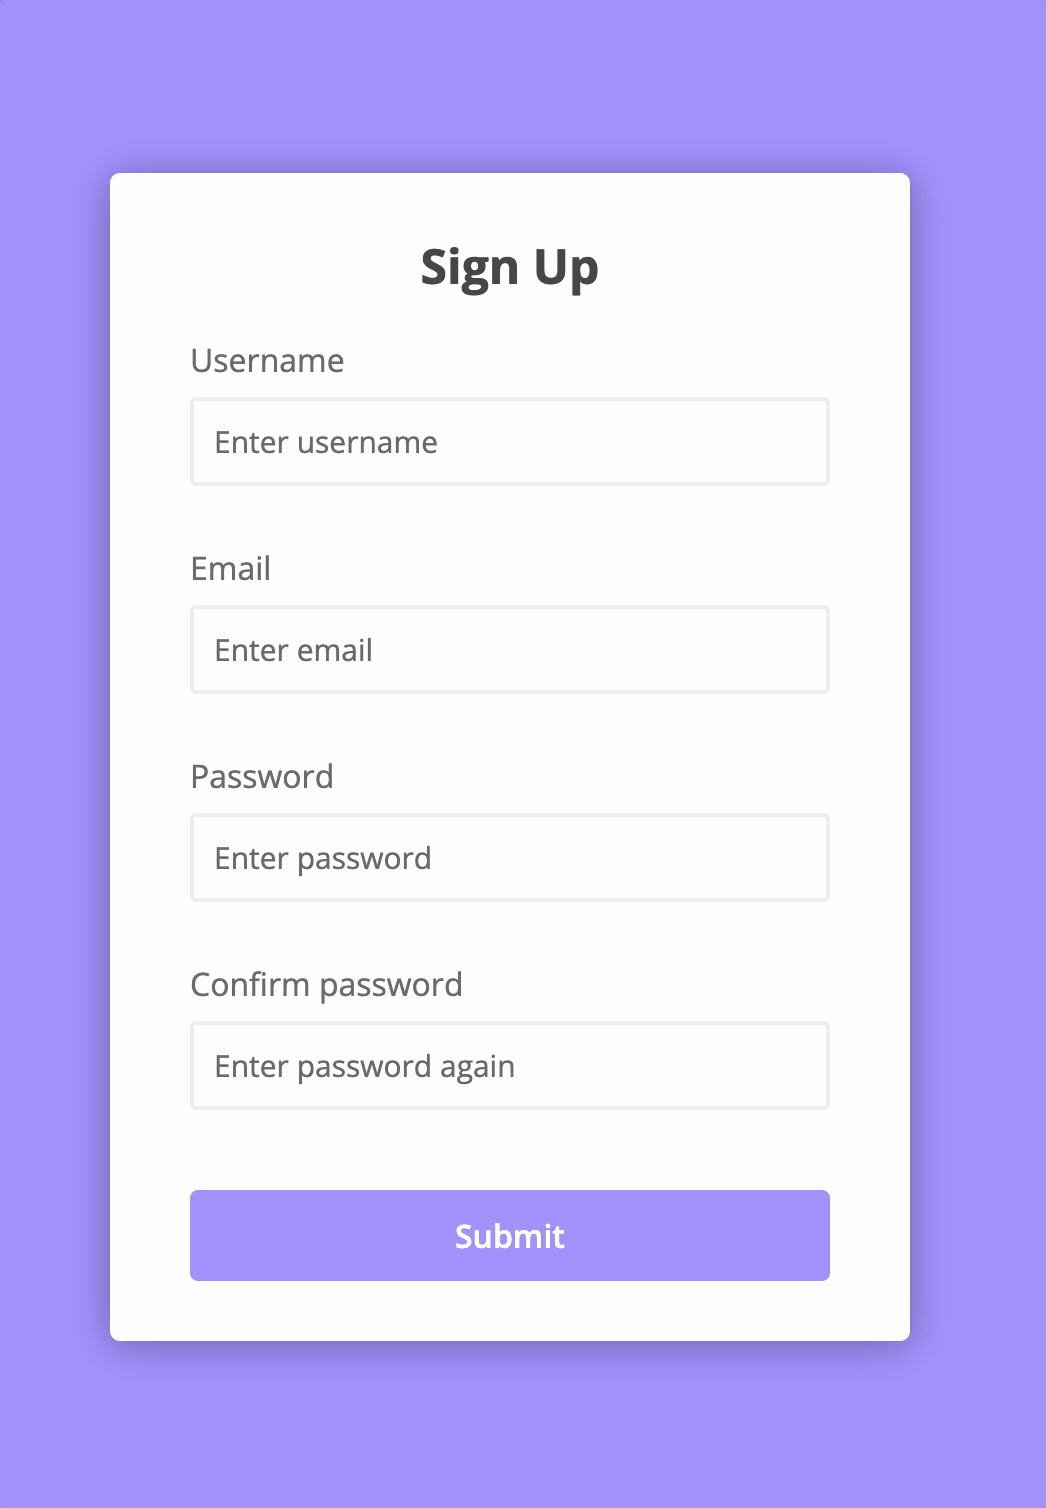 Sign Up
Username
Enter username
Email
Enter email
Password
Enter password
Confirm password
Enter password again
Submit